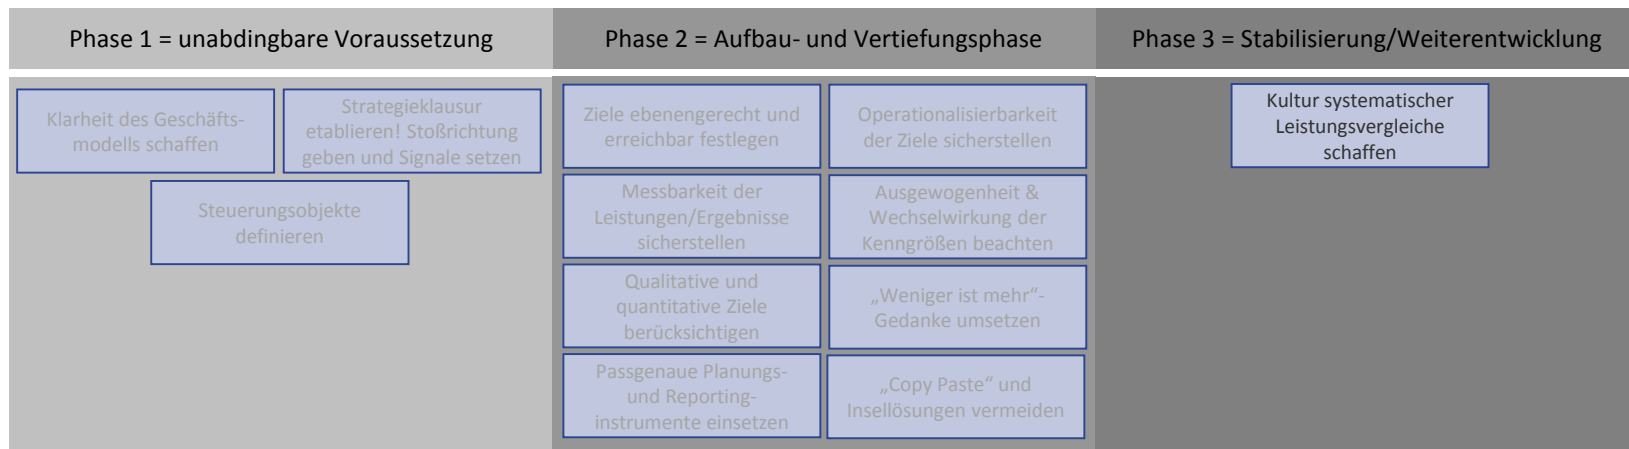 Phase 1 = unabdingbare Voraussetzung
Phase 2 = Aufbau- und Vertiefungsphase
Phase 3 = Stabilisierung/Weiterentwicklung
Klarheit des Geschäfts-
modells schaffen
Strategieklausur
etablieren! Stoßrichtung
geben und Signale setzen
Steuerungsobjekte
definieren
Ziele ebenengerecht und
erreichbar festlegen
Operationalisierbarkeit
der Ziele sicherstellen
Messbarkeit der
Leistungen/Ergebnisse
sicherstellen
Ausgewogenheit &
Wechselwirkung der
Kenngrößen beachten
Qualitative und
quantitative Ziele
berücksichtigen
„Weniger ist mehr“-
Gedanke umsetzen
Passgenaue Planungs-
und Reporting-
instrumente einsetzen
„Copy Paste“ und
Insellösungen vermeiden
Kultur systematischer
Leistungsvergleiche
schaffen